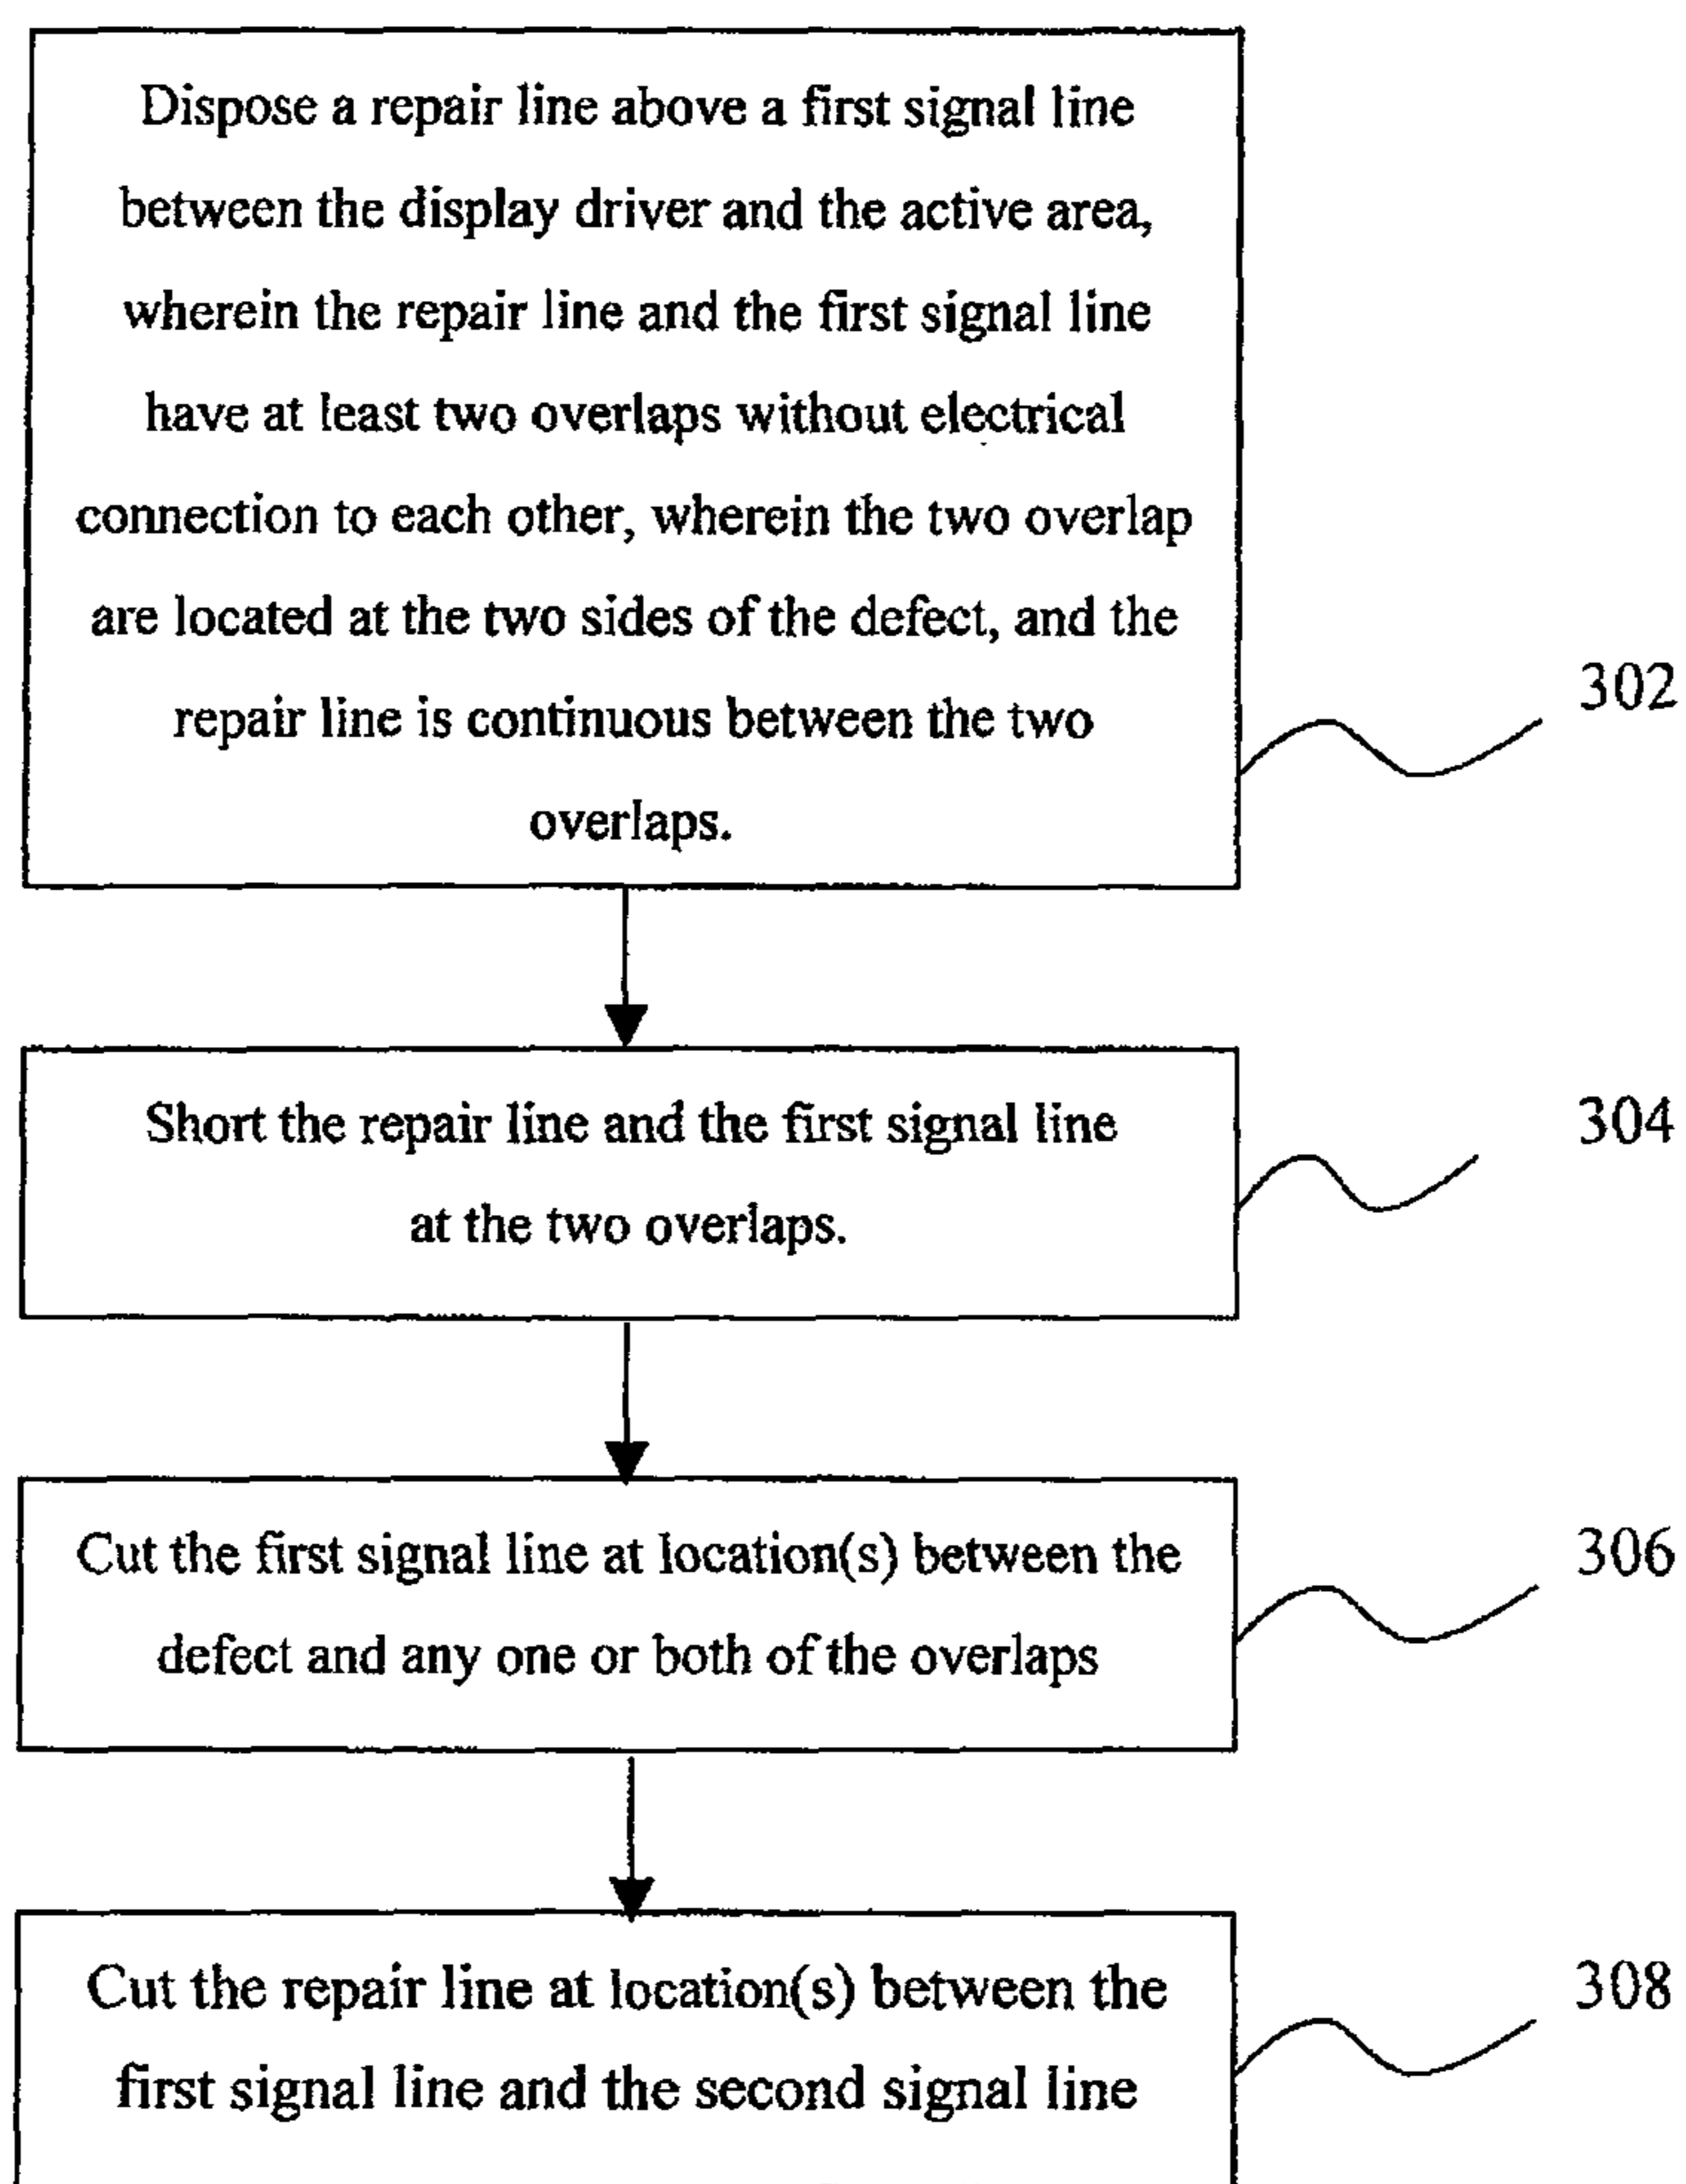 Dispose a repair line above a first signal line
between the display driver and the active area,
wherein the repair line and the first signal line
have at least two overlaps without electrical
connection to each other, wherein the two overlap
are located at the two sides of the defect, and the
repair line is continuous between the two
overlaps.
302
Short the repair line and the first signal line
at the two overlaps.
304
Cut the first signal line at location(s) between the
defect and any one or both of the overlaps
306
Cut the repair line at location(s) between the
first signal line and the second signal line
308